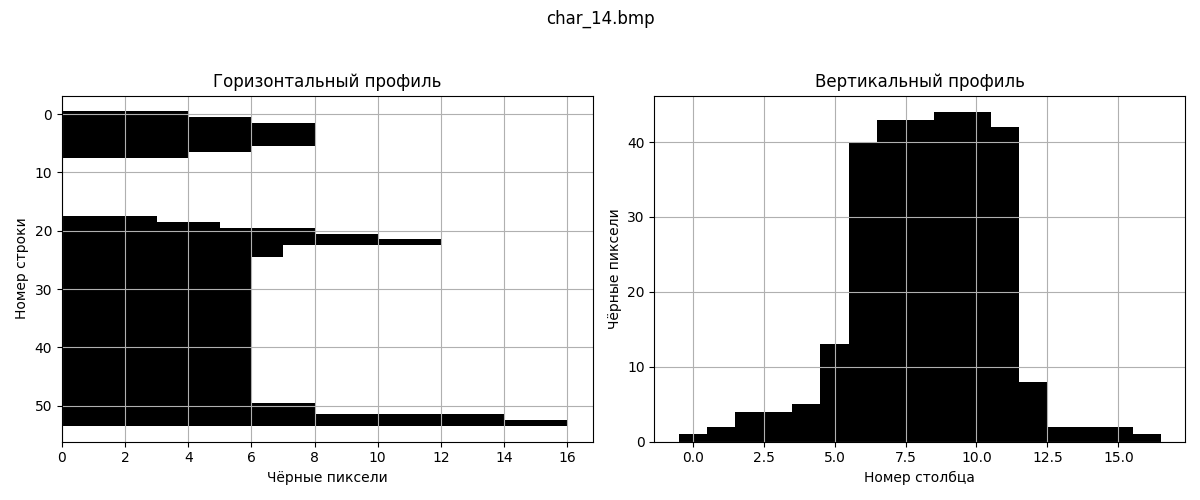 char_14.bmp
Горизонтальный профиль
Вертикальный профиль
0
10
20
30
40
50
Номер строки
0 2 4 6 8 10 12 14 16
Чёрные пиксели
40
30
20
10
0
Чёрные пиксели
0.0 2.5 5.0 7.5 10.0 12.5 15.0
Номер столбца